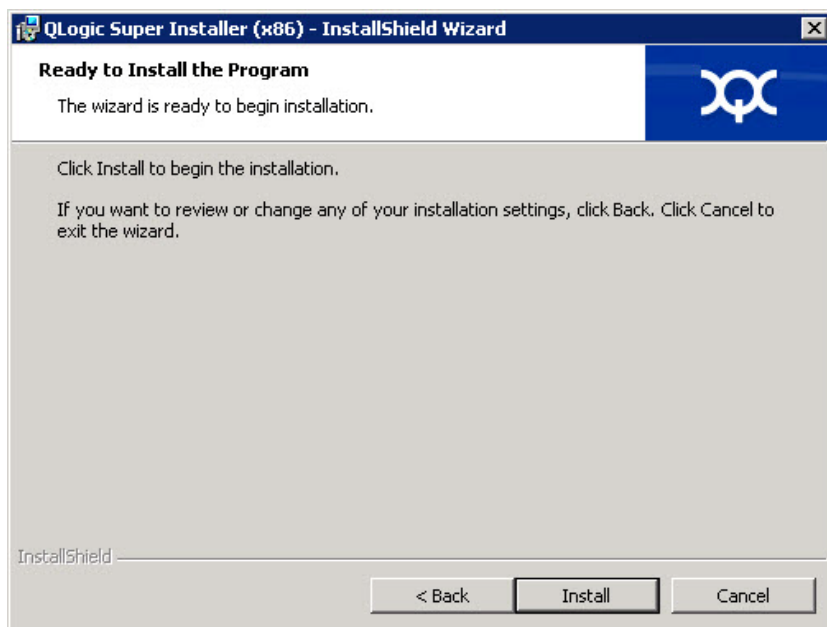 QLogic Super Installer (x86) - InstallShield Wizard
Ready to Install the Program
The wizard is ready to begin installation.
Click Install to begin the installation.
If you want to review or change any of your installation settings, click Back. Click Cancel to
exit the wizard.
InstallShield
< Back
Install
Cancel